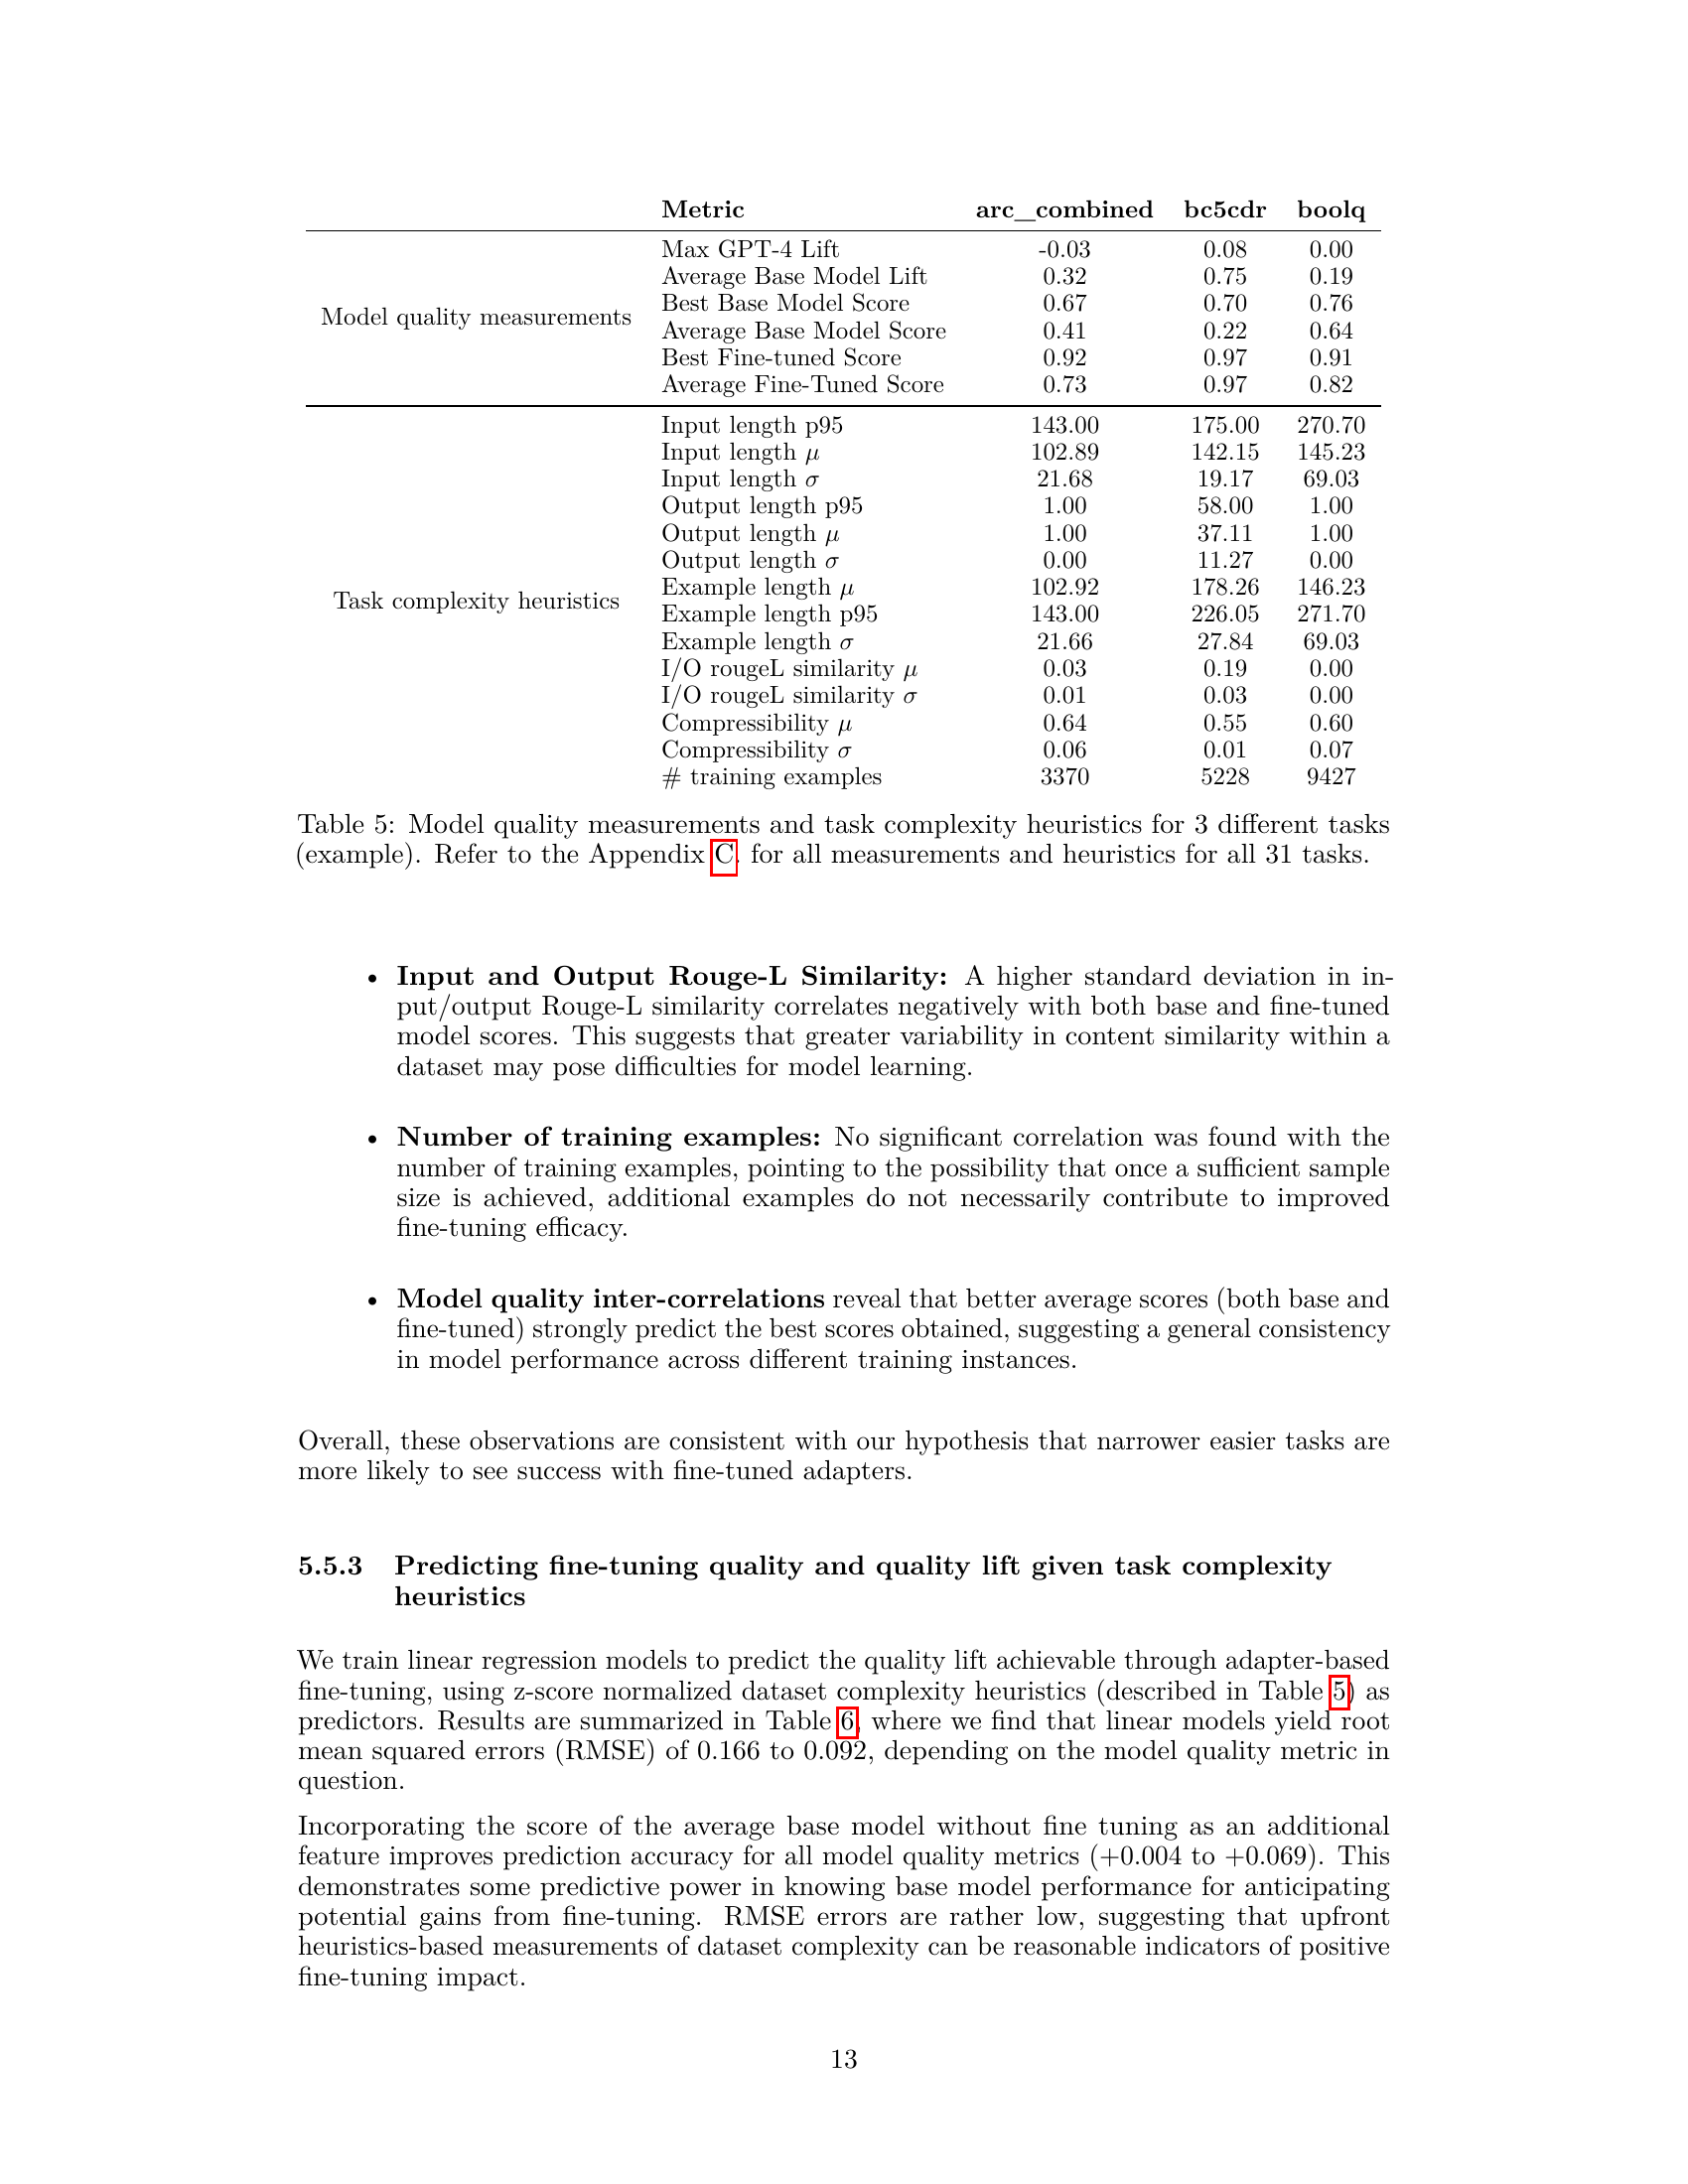 Metric arc_combined bc5cdr boolq
Model quality measurements
Max GPT-4 Lift -0.03 0.08 0.00
Average Base Model Lift 0.32 0.75 0.19
Best Base Model Score 0.67 0.70 0.76
Average Base Model Score 0.41 0.22 0.64
Best Fine-tuned Score 0.92 0.97 0.91
Average Fine-Tuned Score 0.73 0.97 0.82
Task complexity heuristics
Input length p95 143.00 175.00 270.70
Input length μ 102.89 142.15 145.23
Input length σ 21.68 19.17 69.03
Output length p95 1.00 58.00 1.00
Output length μ 1.00 37.11 1.00
Output length σ 0.00 11.27 0.00
Example length μ 102.92 178.26 146.23
Example length p95 143.00 226.05 271.70
Example length σ 21.66 27.84 69.03
I/O rougeL similarity μ 0.03 0.19 0.00
I/O rougeL similarity σ 0.01 0.03 0.00
Compressibility μ 0.64 0.55 0.60
Compressibility σ 0.06 0.01 0.07
# training examples 3370 5228 9427
Table 5: Model quality measurements and task complexity heuristics for 3 different tasks
(example). Refer to the Appendix C. for all measurements and heuristics for all 31 tasks.
• Input and Output Rouge-L Similarity: A higher standard deviation in in-
put/output Rouge-L similarity correlates negatively with both base and fine-tuned
model scores. This suggests that greater variability in content similarity within a
dataset may pose difficulties for model learning.
• Number of training examples: No significant correlation was found with the
number of training examples, pointing to the possibility that once a sufficient sample
size is achieved, additional examples do not necessarily contribute to improved
fine-tuning efficacy.
• Model quality inter-correlations reveal that better average scores (both base and
fine-tuned) strongly predict the best scores obtained, suggesting a general consistency
in model performance across different training instances.
Overall, these observations are consistent with our hypothesis that narrower easier tasks are
more likely to see success with fine-tuned adapters.
5.5.3 Predicting fine-tuning quality and quality lift given task complexity
heuristics
We train linear regression models to predict the quality lift achievable through adapter-based
fine-tuning, using z-score normalized dataset complexity heuristics (described in Table 5) as
predictors. Results are summarized in Table 6, where we find that linear models yield root
mean squared errors (RMSE) of 0.166 to 0.092, depending on the model quality metric in
question.
Incorporating the score of the average base model without fine tuning as an additional
feature improves prediction accuracy for all model quality metrics (+0.004 to +0.069). This
demonstrates some predictive power in knowing base model performance for anticipating
potential gains from fine-tuning. RMSE errors are rather low, suggesting that upfront
heuristics-based measurements of dataset complexity can be reasonable indicators of positive
fine-tuning impact.
13